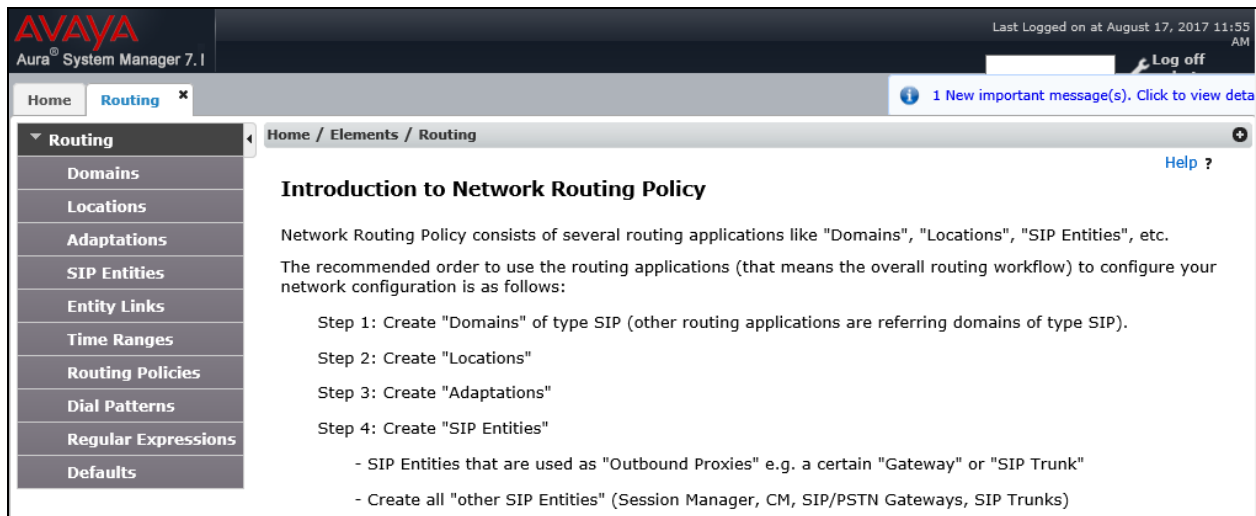 AVAYA
Aura® System Manager 7.1
Last Logged on at August 17, 2017 11:55
AM
Log off
Home Routing ×
1 New important message(s). Click to view deta
Routing
Domains
Locations
Adaptations
SIP Entities
Entity Links
Time Ranges
Routing Policies
Dial Patterns
Regular Expressions
Defaults
Home / Elements / Routing
Help ?
Introduction to Network Routing Policy
Network Routing Policy consists of several routing applications like "Domains", "Locations", "SIP Entities", etc.
The recommended order to use the routing applications (that means the overall routing workflow) to configure your
network configuration is as follows:
Step 1: Create "Domains" of type SIP (other routing applications are referring domains of type SIP).
Step 2: Create "Locations"
Step 3: Create "Adaptations"
Step 4: Create "SIP Entities"
- SIP Entities that are used as "Outbound Proxies" e.g. a certain "Gateway" or "SIP Trunk"
- Create all "other SIP Entities" (Session Manager, CM, SIP/PSTN Gateways, SIP Trunks)